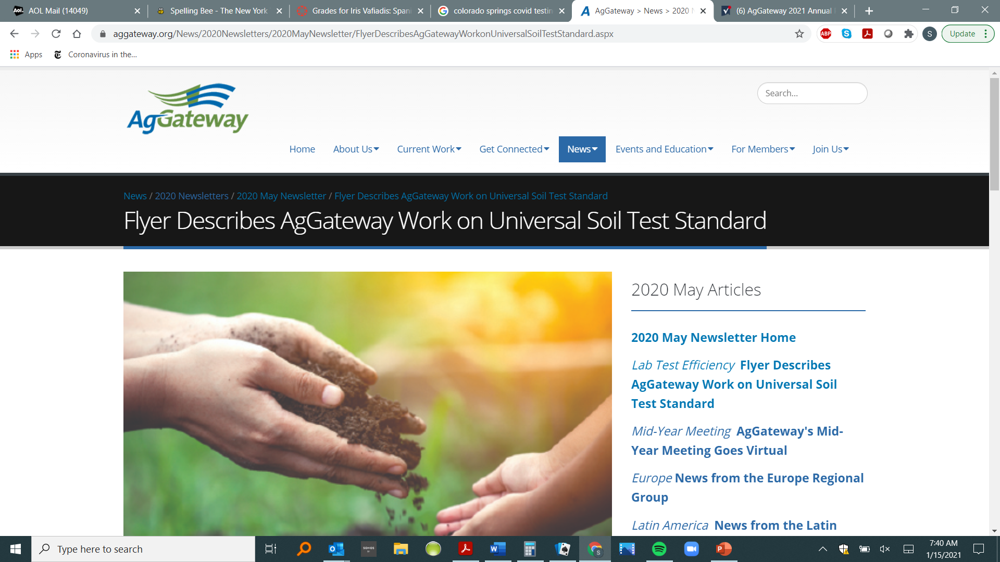 AOL Mail (14049)
Spelling Bee - The New York
Grades for Iris Vafiadis: Spani
colorado springs covid testin
AgGateway > News > 2020
(6) AgGateway 2021 Annual
aggateway.org/News/2020Newsletters/2020MayNewsletter/FlyerDescribesAgGatewayWorkonUniversalSoilTestStandard.aspx
ABP
S
Update
Apps
Coronavirus in the...
AgGateway
Search...
Home
About Us
Current Work
Get Connected
News
Events and Education
For Members
Join Us
News / 2020 Newsletters / 2020 May Newsletter / Flyer Describes AgGateway Work on Universal Soil Test Standard
Flyer Describes AgGateway Work on Universal Soil Test Standard
2020 May Articles
2020 May Newsletter Home
Lab Test Efficiency Flyer Describes
AgGateway Work on Universal Soil
Test Standard
Mid-Year Meeting AgGateway's Mid-
Year Meeting Goes Virtual
Europe News from the Europe Regional
Group
Latin America News from the Latin
Type here to search
SONOS
7:40 AM
1/15/2021